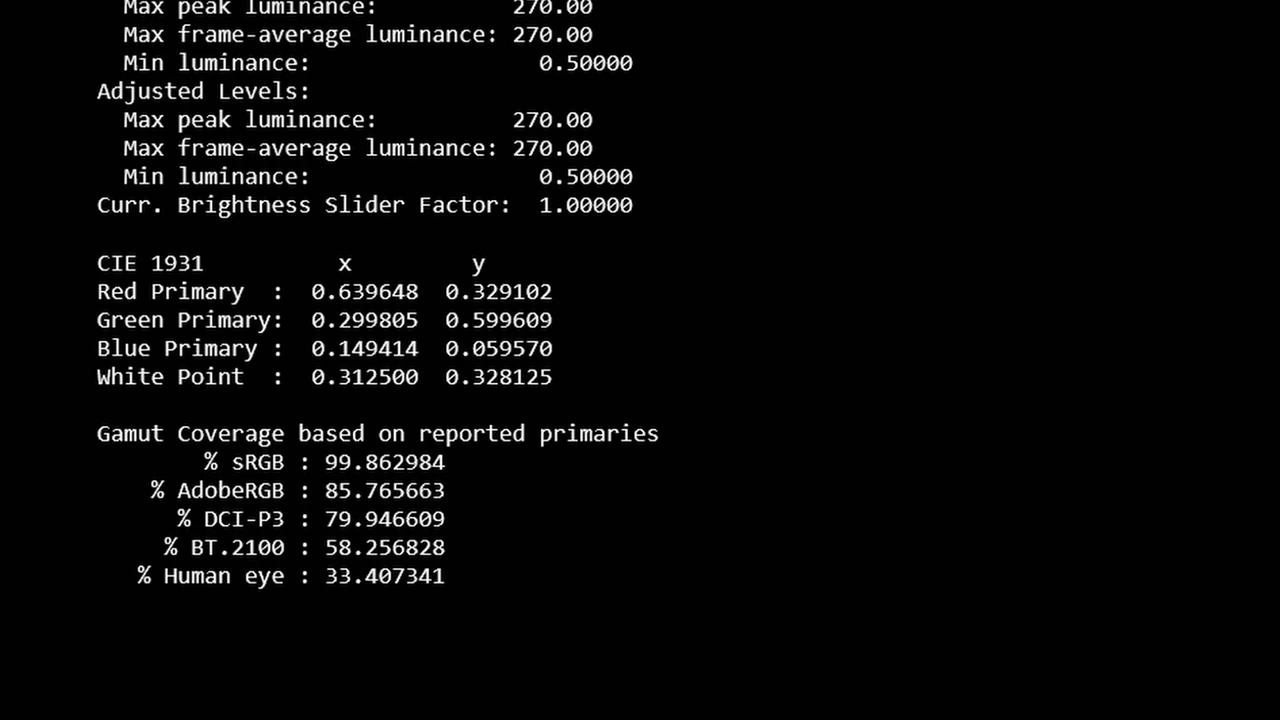 Max peak luminance: 270.00
Max frame-average luminance: 270.00
Min luminance: 0.50000
Adjusted Levels:
Max peak luminance: 270.00
Max frame-average luminance: 270.00
Min luminance: 0.50000
Curr. Brightness Slider Factor: 1.00000
CIE 1931 x y
Red Primary : 0.639648 0.329102
Green Primary: 0.299805 0.599609
Blue Primary : 0.149414 0.059570
White Point : 0.312500 0.328125
Gamut Coverage based on reported primaries
% sRGB : 99.862984
% AdobeRGB : 85.765663
% DCI-P3 : 79.946609
% BT.2100 : 58.256828
% Human eye : 33.407341